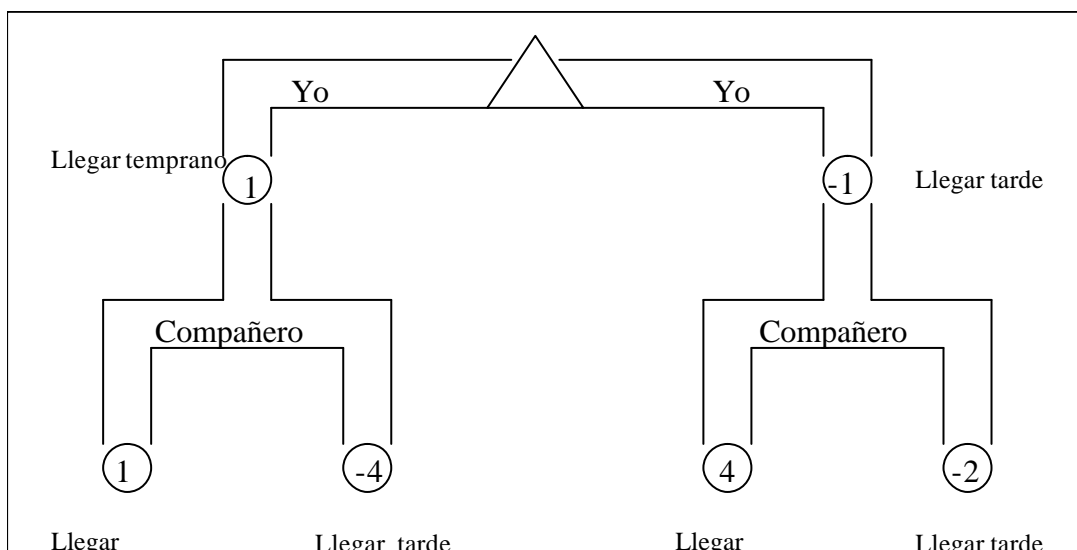 Yo Yo
Llegar temprano
1 -1
Llegar tarde
Compañero Compañero
1 -4 4 -2
Llegar Llegar tarde Llegar Llegar tarde